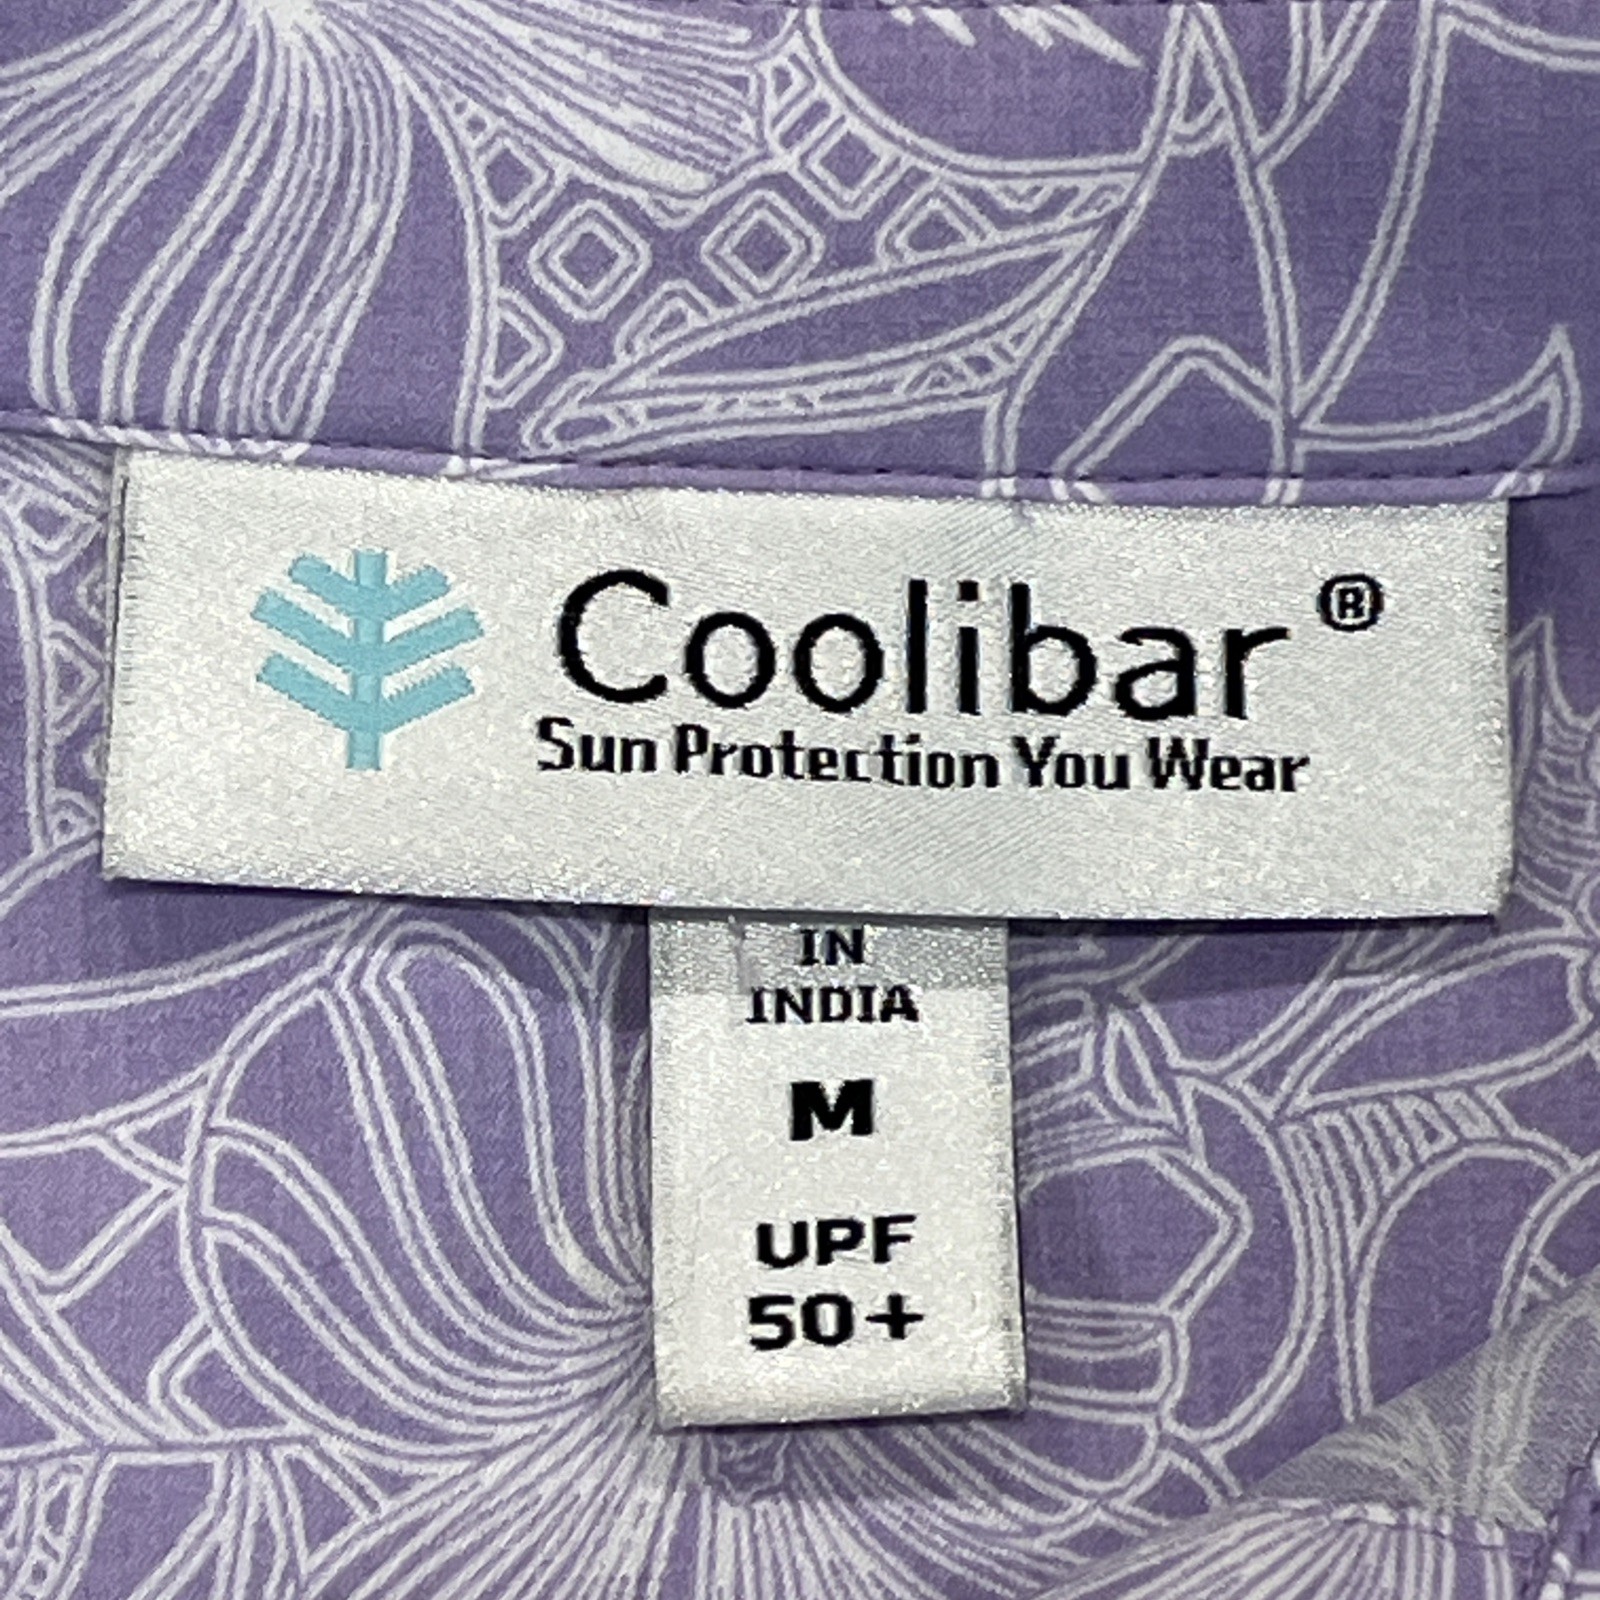 Coolibar®
Sun Protection You Wear
IN
INDIA
M
UPF
50+